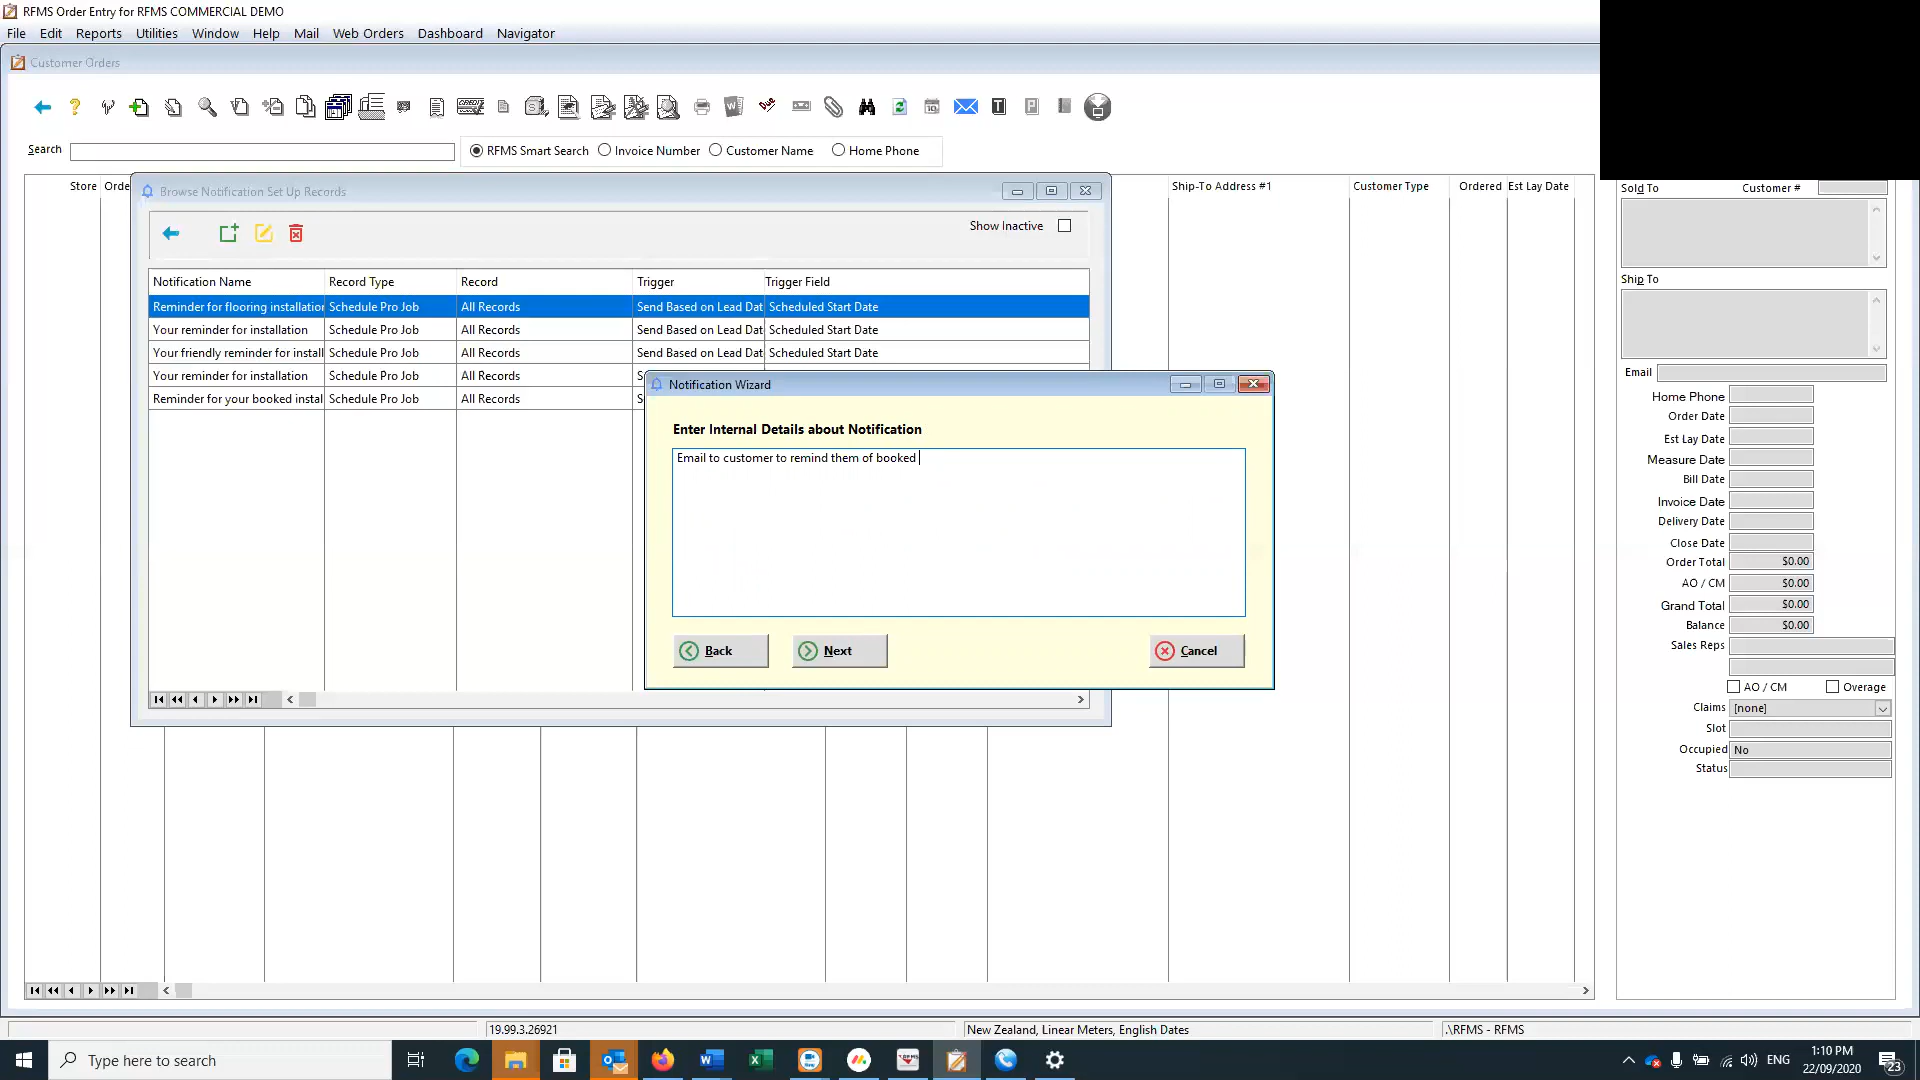 RFMS Order Entry for RFMS COMMERCIAL DEMO
File Edit Reports Utilities Window Help Mail Web Orders Dashboard Navigator
Customer Orders
Search RFMS Smart Search Invoice Number Customer Name Home Phone
Store Orde Ship-To Address #1 Customer Type Ordered Est Lay Date
Browse Notification Set Up Records
Show Inactive
Notification Name Record Type Record Trigger Trigger Field
Reminder for flooring installation Schedule Pro Job All Records Send Based on Lead Dat Scheduled Start Date
Your reminder for installation Schedule Pro Job All Records Send Based on Lead Dat Scheduled Start Date
Your friendly reminder for install Schedule Pro Job All Records Send Based on Lead Dat Scheduled Start Date
Your reminder for installation Schedule Pro Job All Records S
Reminder for your booked instal Schedule Pro Job All Records S
Notification Wizard
Enter Internal Details about Notification
Email to customer to remind them of booked
Back Next Cancel
Sold To Customer #
Ship To
Email
Home Phone
Order Date
Est Lay Date
Measure Date
Bill Date
Invoice Date
Delivery Date
Close Date
Order Total $0.00
AO / CM $0.00
Grand Total $0.00
Balance $0.00
Sales Reps
AO / CM Overage
Claims [none]
Slot
Occupied No
Status
19.99.3.26921 New Zealand, Linear Meters, English Dates .\RFMS - RFMS
Type here to search
ENG
1:10 PM
22/09/2020
23